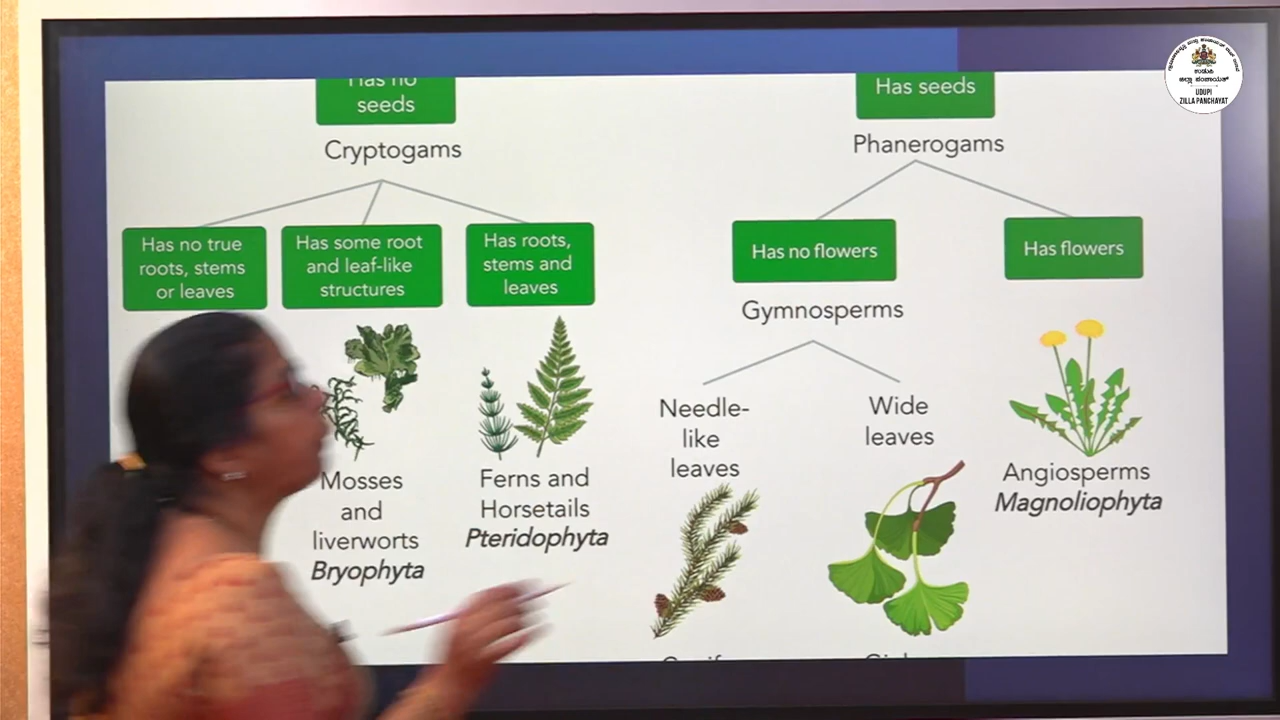 Has no
seeds
Cryptogams
Has no true
roots, stems
or leaves
Has some root
and leaf-like
structures
Has roots,
stems and
leaves
Mosses
and
liverworts
Bryophyta
Ferns and
Horsetails
Pteridophyta
Has seeds
Phanerogams
Has no flowers
Gymnosperms
Needle-
like
leaves
Wide
leaves
Has flowers
Angiosperms
Magnoliophyta
ಉಡುಪಿ
ಜಿಲ್ಲಾ ಪಂಚಾಯತ್
UDUPI
ZILLA PANCHAYAT